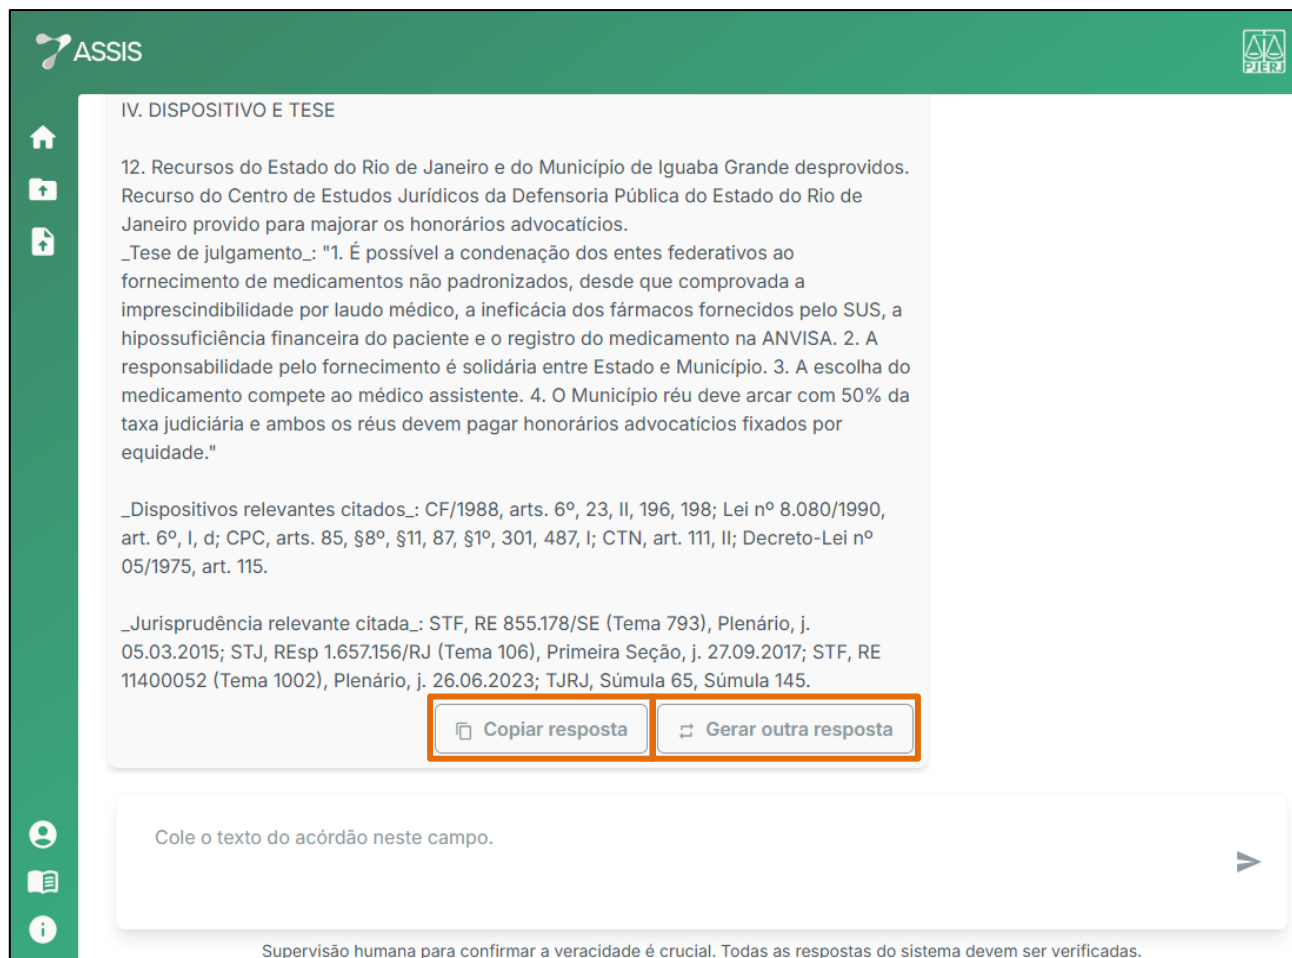 ASSIS
PJERJ
IV. DISPOSITIVO E TESE
12. Recursos do Estado do Rio de Janeiro e do Município de Iguaba Grande desprovidos.
Recurso do Centro de Estudos Jurídicos da Defensoria Pública do Estado do Rio de
Janeiro provido para majorar os honorários advocatícios.
_Tese de julgamento_: "1. É possível a condenação dos entes federativos ao
fornecimento de medicamentos não padronizados, desde que comprovada a
imprescindibilidade por laudo médico, a ineficácia dos fármacos fornecidos pelo SUS, a
hipossuficiência financeira do paciente e o registro do medicamento na ANVISA. 2. A
responsabilidade pelo fornecimento é solidária entre Estado e Município. 3. A escolha do
medicamento compete ao médico assistente. 4. O Município réu deve arcar com 50% da
taxa judiciária e ambos os réus devem pagar honorários advocatícios fixados por
equidade."
_Dispositivos relevantes citados_: CF/1988, arts. 6º, 23, II, 196, 198; Lei nº 8.080/1990,
art. 6º, I, d; CPC, arts. 85, §8º, §11, 87, §1º, 301, 487, I; CTN, art. 111, II; Decreto-Lei nº
05/1975, art. 115.
_Jurisprudência relevante citada_: STF, RE 855.178/SE (Tema 793), Plenário, j.
05.03.2015; STJ, REsp 1.657.156/RJ (Tema 106), Primeira Seção, j. 27.09.2017; STF, RE
11400052 (Tema 1002), Plenário, j. 26.06.2023; TJRJ, Súmula 65, Súmula 145.
Copiar resposta
Gerar outra resposta
Cole o texto do acórdão neste campo.
Supervisão humana para confirmar a veracidade é crucial. Todas as respostas do sistema devem ser verificadas.